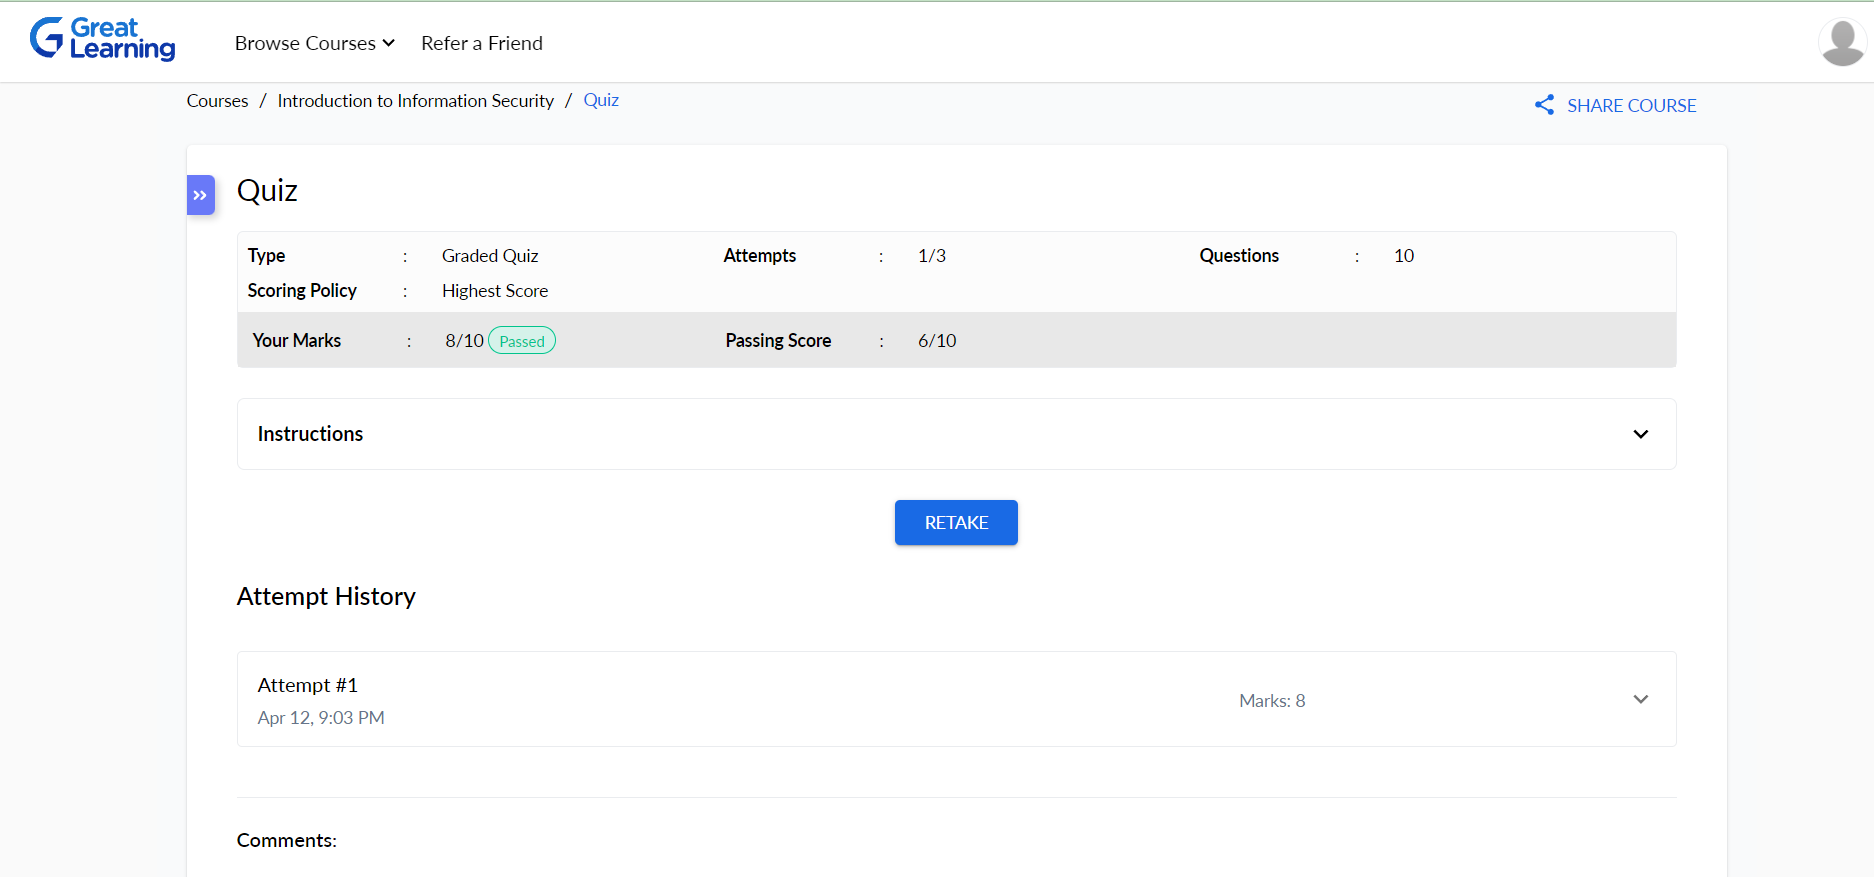 Great
Learning
Browse Courses Refer a Friend
Courses / Introduction to Information Security / Quiz
SHARE COURSE
Quiz
Type : Graded Quiz Attempts : 1/3 Questions : 10
Scoring Policy : Highest Score
Your Marks : 8/10 Passed Passing Score : 6/10
Instructions
RETAKE
Attempt History
Attempt #1
Apr 12, 9:03 PM
Marks: 8
Comments: